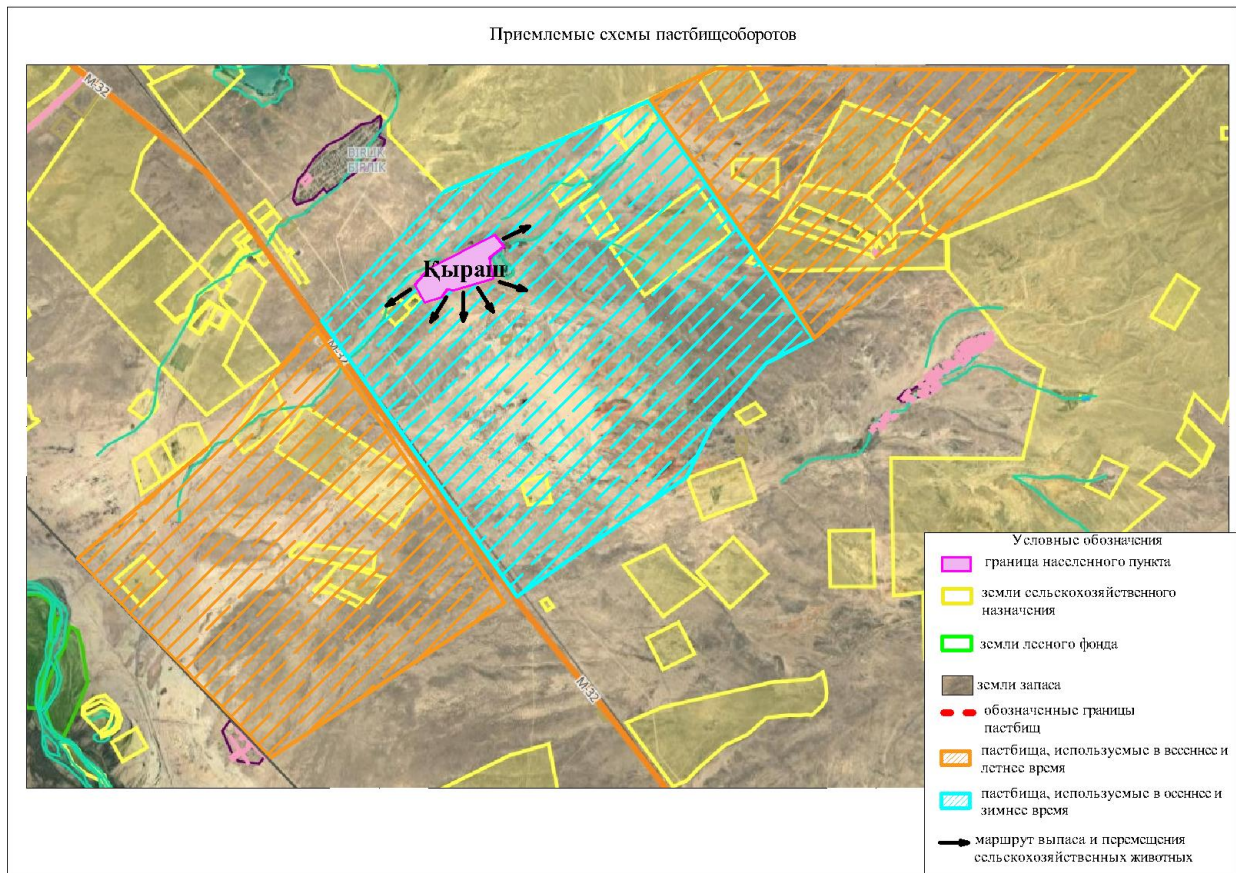 Приемлемые схемы пастбищеоборотов
М-32
БІРЛІК
БІРЛІК
Қыраш
М-32
М-32
Условные обозначения
граница населенного пункта
земли сельскохозяйственного
назначения
земли лесного фонда
земли запаса
обозначенные границы
пастбищ
пастбища, используемые в весеннее и
летнее время
пастбища, используемые в осеннее и
зимнее время
маршрут выпаса и перемещения
сельскохозяйственных животных